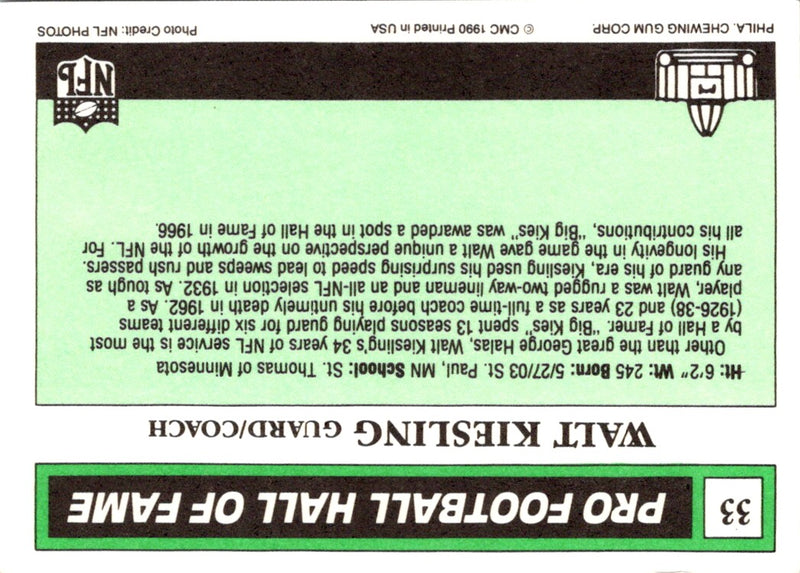 33 PRO FOOTBALL HALL OF FAME
WALT KIESLING GUARD/COACH
Ht: 6'2" Wt: 245 Born: 5/27/03 St. Paul, MN School: St. Thomas of Minnesota
Other than the great George Halas, Walt Kiesling's 34 years of NFL service is the most
by a Hall of Famer. "Big Kies" spent 13 seasons playing guard for six different teams
(1926-38) and 23 years as a full-time coach before his untimely death in 1962. As a
player, Walt was a rugged two-way lineman and an all-NFL selection in 1932. As tough as
any guard of his era, Kiesling used his surprising speed to lead sweeps and rush passers.
His longevity in the game gave Walt a unique perspective on the growth of the NFL. For
all his contributions, "Big Kies" was awarded a spot in the Hall of Fame in 1966.
NFL
PHILA. CHEWING GUM CORP. © CMC 1990 Printed in USA Photo Credit: NFL PHOTOS